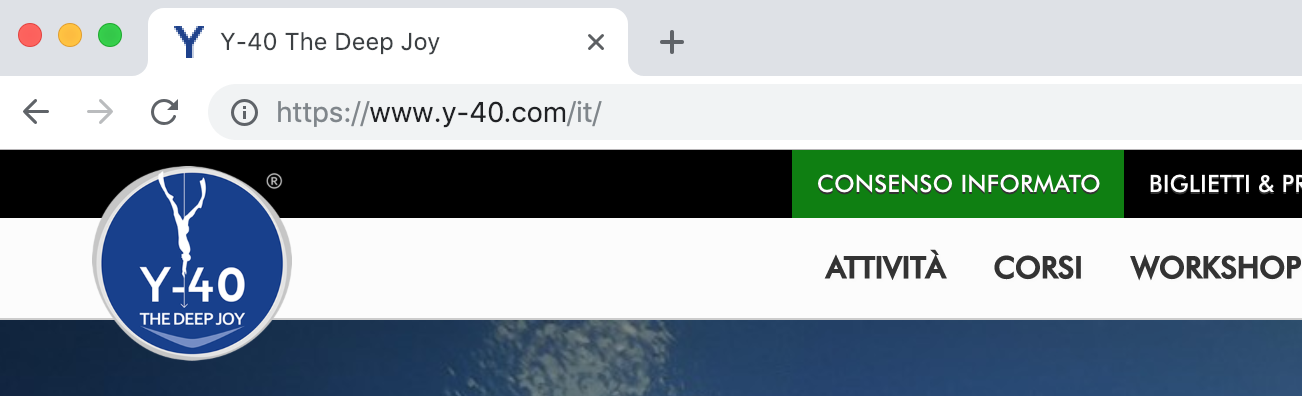 Y-40 The Deep Joy
https://www.y-40.com/it/
®
CONSENSO INFORMATO
BIGLIETTI & PR
Y-40
THE DEEP JOY
ATTIVITÀ
CORSI
WORKSHOP